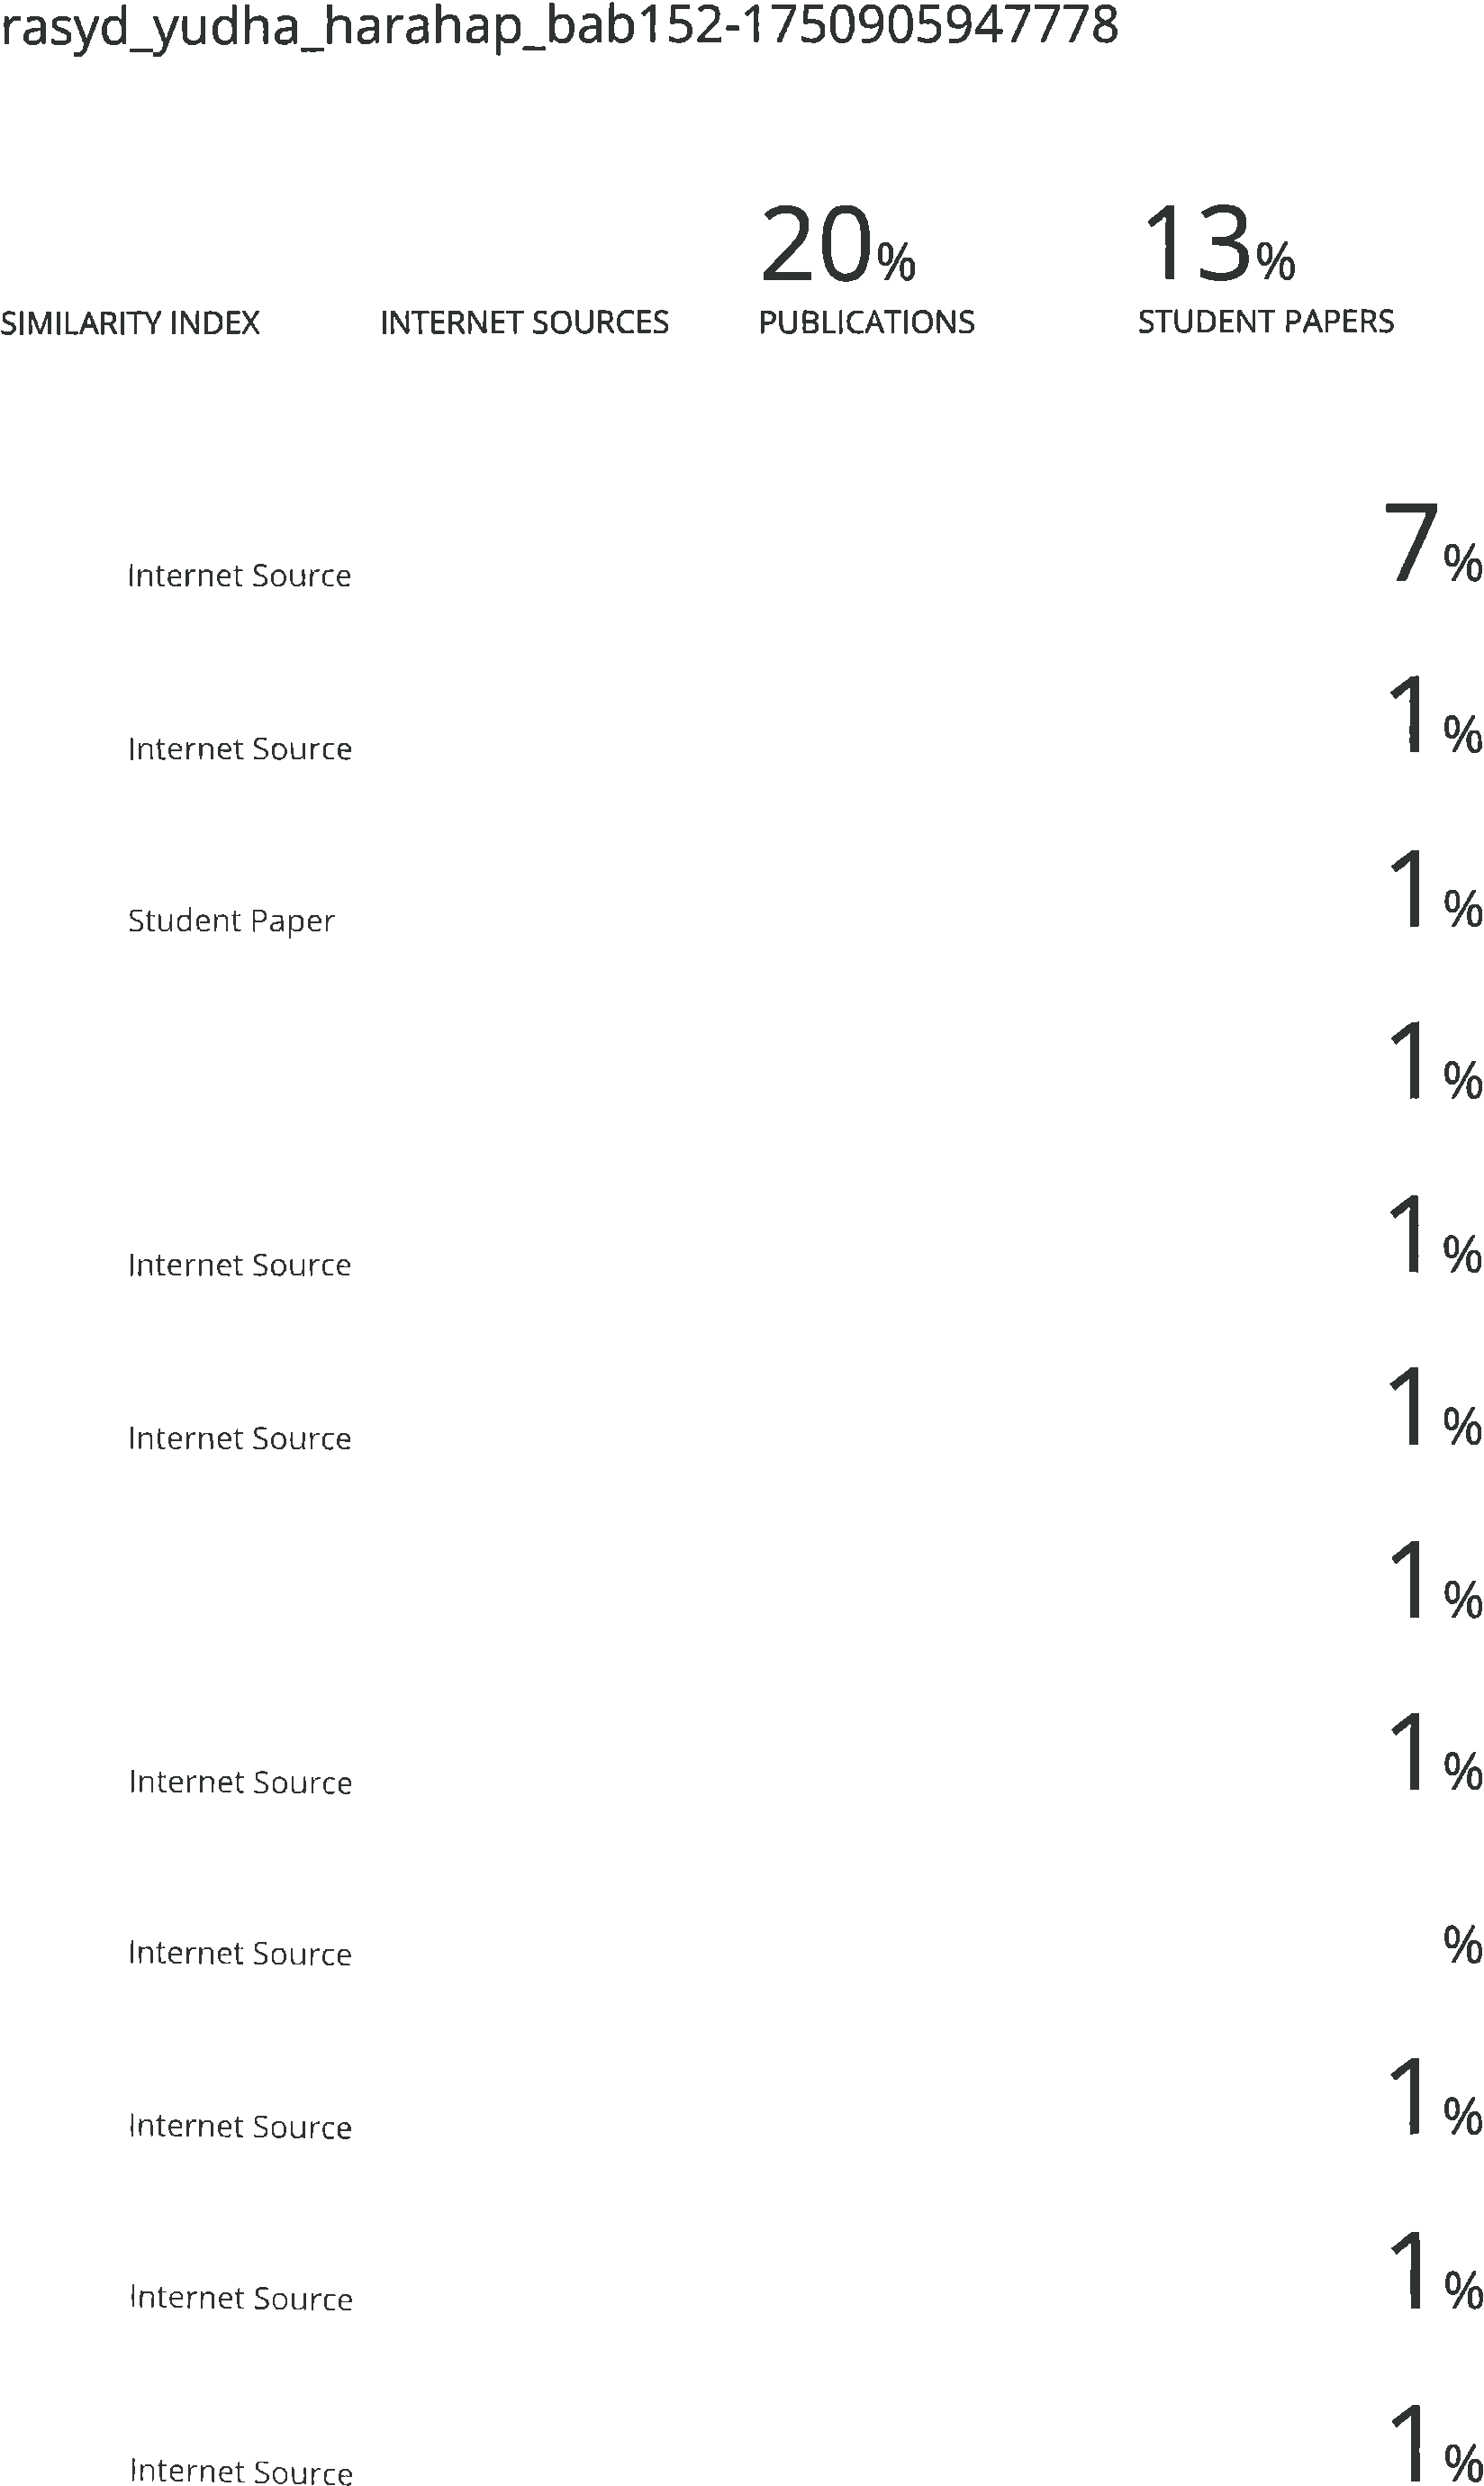 rasyd_yudha_harahap_bab152-1750905947778
20% 13%
SIMILARITY INDEX INTERNET SOURCES PUBLICATIONS STUDENT PAPERS
7%
Internet Source
1%
Internet Source
1%
Student Paper
1%
1%
Internet Source
1%
Internet Source
1%
1%
Internet Source
%
Internet Source
1%
Internet Source
1%
Internet Source
1%
Internet Source